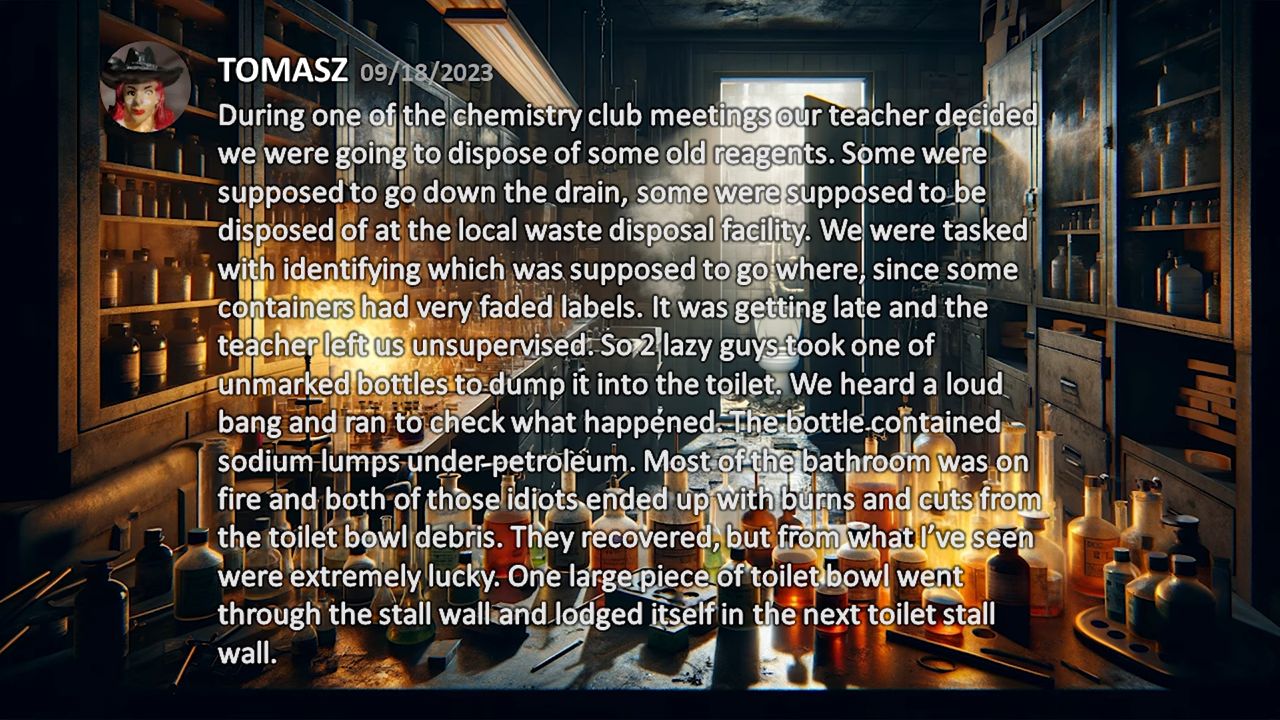 TOMASZ 09/18/2023
During one of the chemistry club meetings our teacher decided
we were going to dispose of some old reagents. Some were
supposed to go down the drain, some were supposed to be
disposed of at the local waste disposal facility. We were tasked
with identifying which was supposed to go where, since some
containers had very faded labels. It was getting late and the
teacher left us unsupervised. So 2 lazy guys took one of
unmarked bottles to dump it into the toilet. We heard a loud
bang and ran to check what happened. The bottle contained
sodium lumps under petroleum. Most of the bathroom was on
fire and both of those idiots ended up with burns and cuts from
the toilet bowl debris. They recovered, but from what I’ve seen
were extremely lucky. One large piece of toilet bowl went
through the stall wall and lodged itself in the next toilet stall
wall.